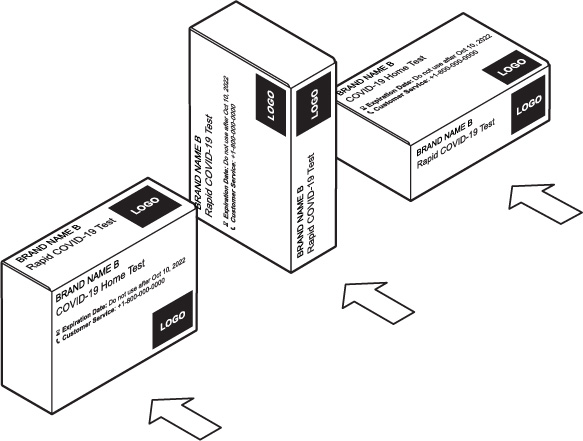 BRAND NAME B
Rapid COVID-19 Test
LOGO
BRAND NAME B
COVID-19 Home Test
Expiration Date: Do not use after Oct 10, 2022
Customer Service: +1-800-000-0000
LOGO
BRAND NAME B
Rapid COVID-19 Test
Expiration Date: Do not use after Oct 10, 2022
Customer Service: +1-800-000-0000
LOGO
BRAND NAME B
Rapid COVID-19 Test
LOGO
BRAND NAME B
COVID-19 Home Test
Expiration Date: Do not use after Oct 10, 2022
Customer Service: +1-800-000-0000
LOGO
BRAND NAME B
Rapid COVID-19 Test
LOGO